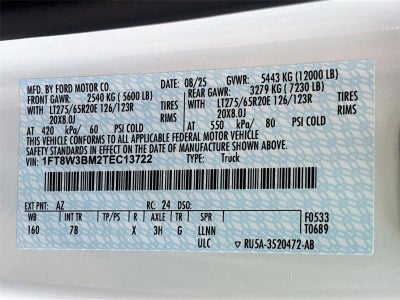 MFD. BY FORD MOTOR CO.
DATE: 08/25 GVWR: 5443 KG (12000 LB)
FRONT GAWR: 2540 KG (5600 LB) REAR GAWR: 3279 KG (7230 LB)
WITH LT275/65R20E 126/123R TIRES WITH LT275/65R20E 126/123R TIRES
20X8.0J RIMS 20X8.0J RIMS
AT 420 kPa/ 60 PSI COLD AT 550 kPa/ 80 PSI COLD
THIS VEHICLE CONFORMS TO ALL APPLICABLE FEDERAL MOTOR VEHICLE
SAFETY STANDARDS IN EFFECT ON THE DATE OF MANUFACTURE SHOWN ABOVE.
VIN: 1FT8W3BM2TEC13722 TYPE: Truck
EXT PNT: AZ RC: 24 DSO:
WB INT TR TP/PS R AXLE TR SPR F0533
160 7B X 3H G LLNN T0689
ULC RU5A-3520472-AB